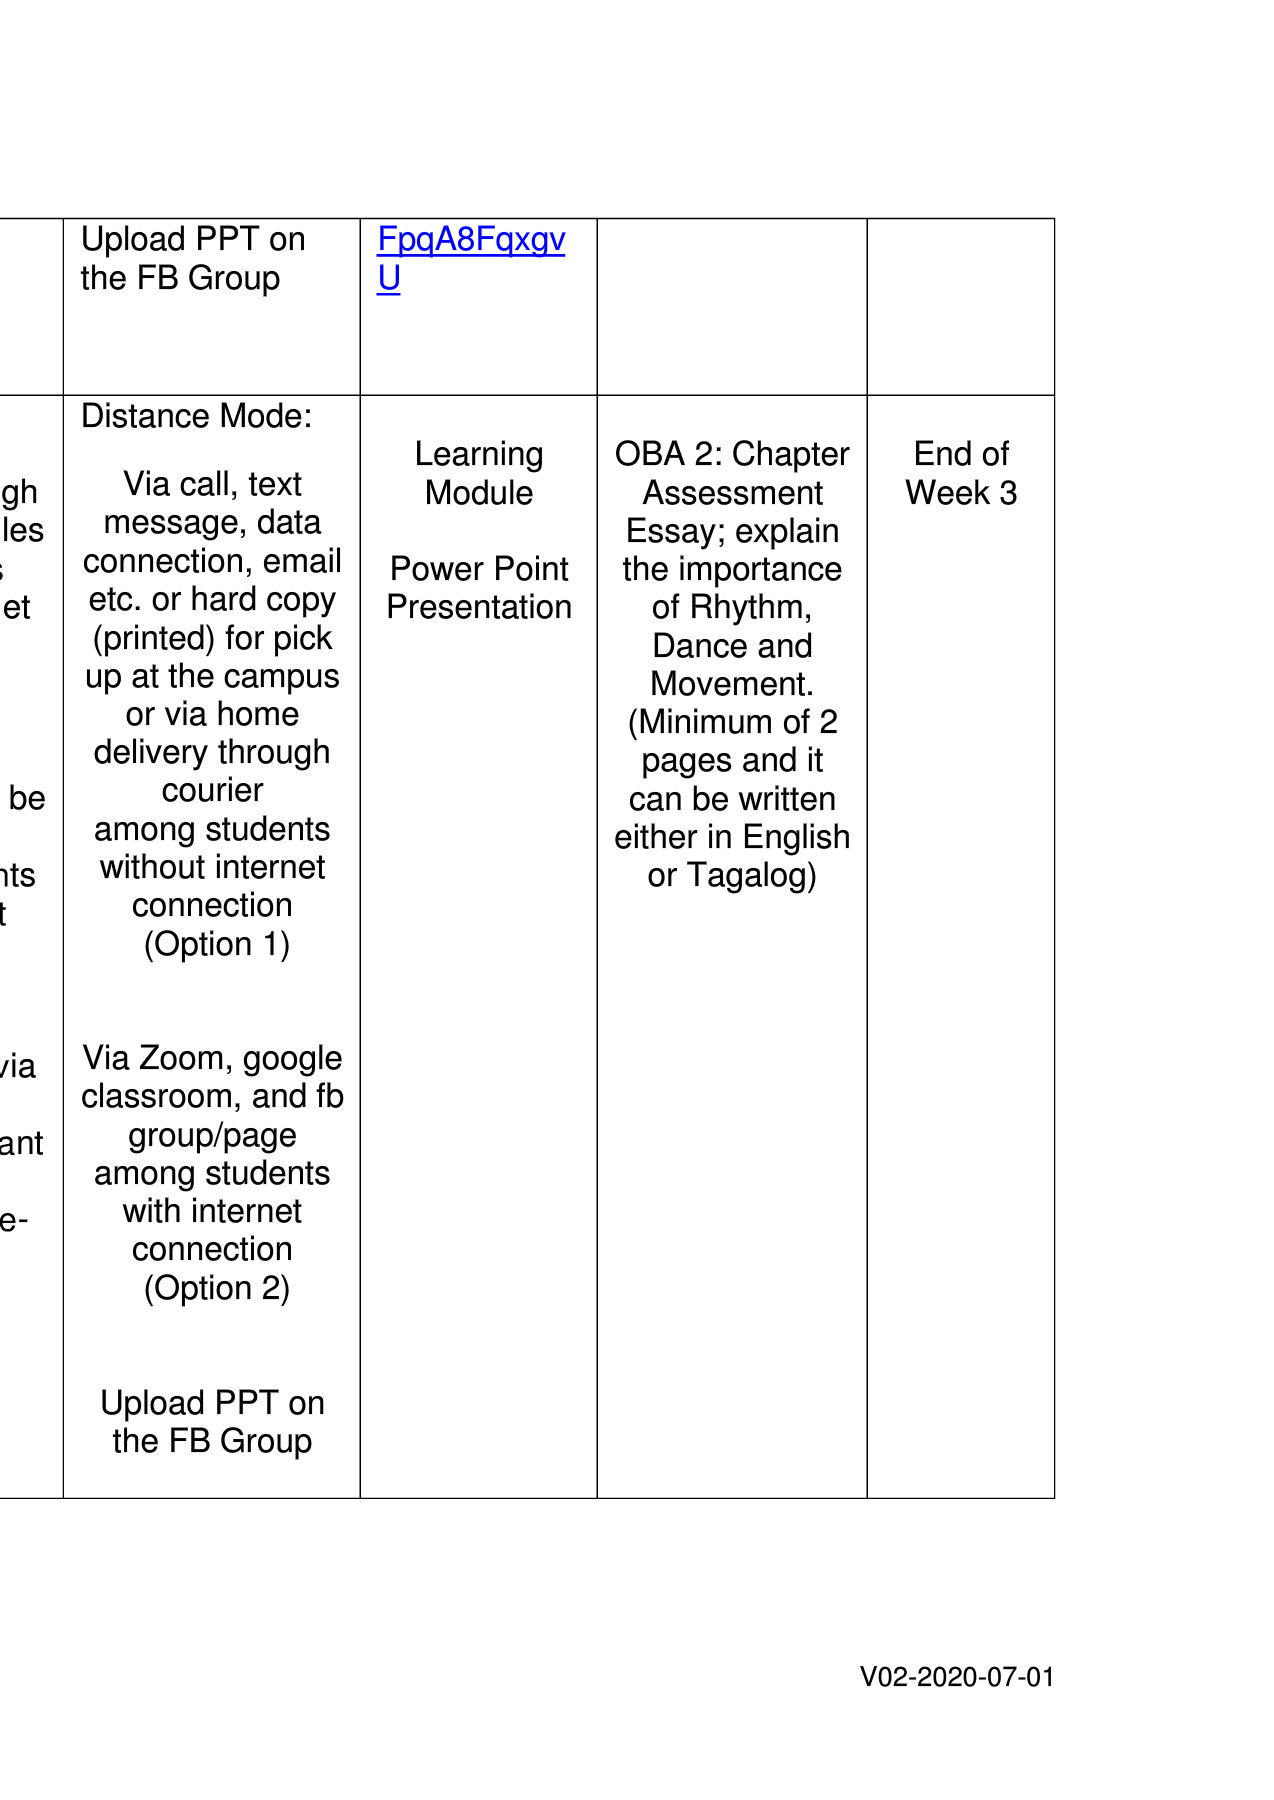 Upload PPT on
the FB Group
FpqA8Fqxgv
U
gh
les
s
et
be
nts
t
via
ant
e-
Distance Mode:
Via call, text
message, data
connection, email
etc. or hard copy
(printed) for pick
up at the campus
or via home
delivery through
courier
among students
without internet
connection
(Option 1)
Via Zoom, google
classroom, and fb
group/page
among students
with internet
connection
(Option 2)
Upload PPT on
the FB Group
Learning
Module
Power Point
Presentation
OBA 2: Chapter
Assessment
Essay; explain
the importance
of Rhythm,
Dance and
Movement.
(Minimum of 2
pages and it
can be written
either in English
or Tagalog)
End of
Week 3
V02-2020-07-01